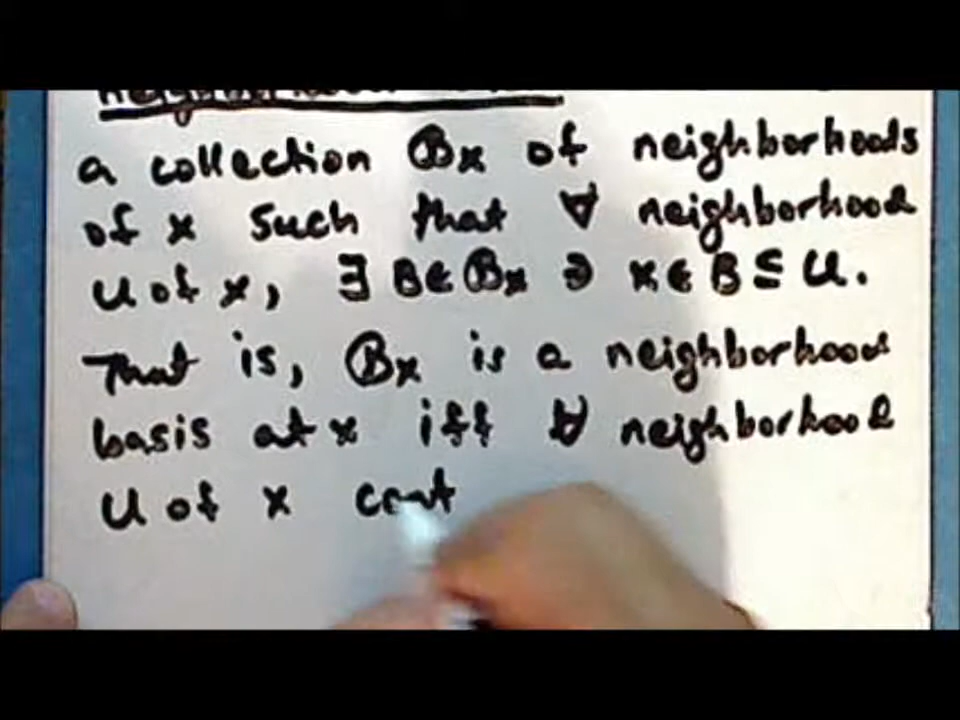 a collection Bx of neighborhoods
of x such that ∀ neighborhood
U of x, ∃ B∈Bx ∋ x∈B⊆U.
That is, Bx is a neighborhood
basis at x iff ∀ neighborhood
U of x cont